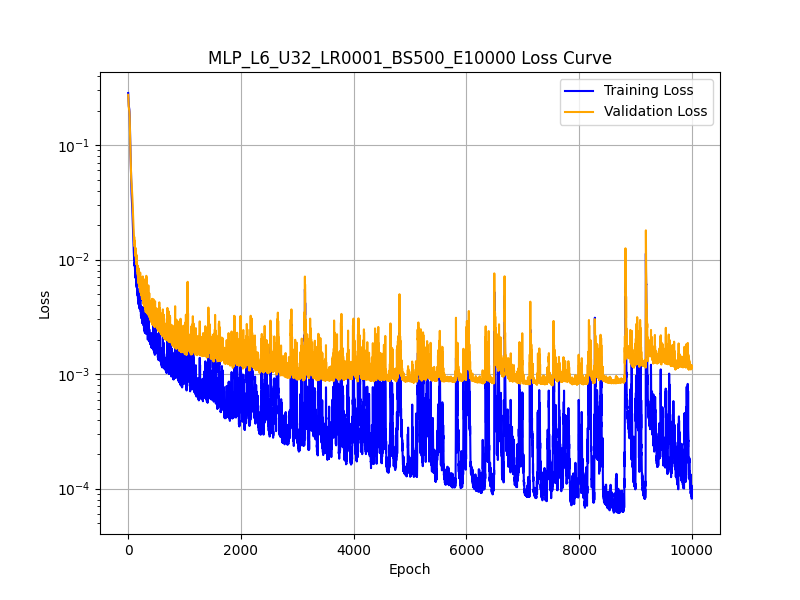 MLP_L6_U32_LR0001_BS500_E10000 Loss Curve
Training Loss
Validation Loss
10⁻¹
10⁻²
10⁻³
10⁻⁴
Loss
0 2000 4000 6000 8000 10000
Epoch